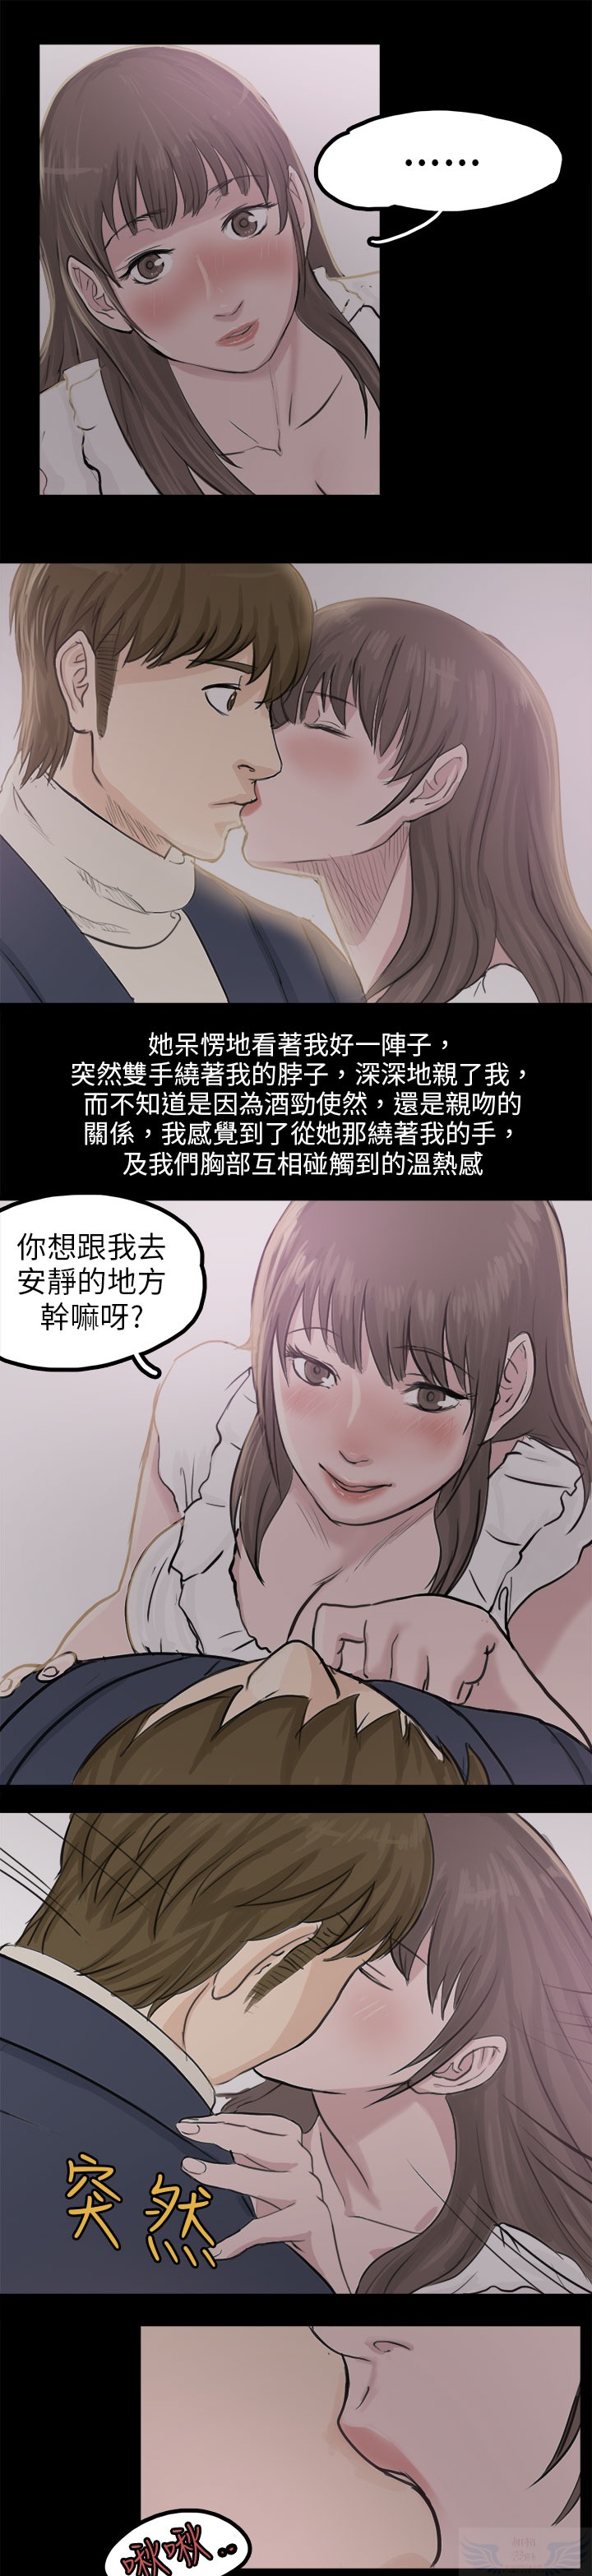 ……
她呆愣地看著我好一陣子，
突然雙手繞著我的脖子，深深地親了我，
而不知道是因為酒勁使然，還是親吻的
關係，我感覺到了從她那繞著我的手，
及我們胸部互相碰觸到的溫熱感
你想跟我去
安靜的地方
幹嘛呀?
突然
啾啾..